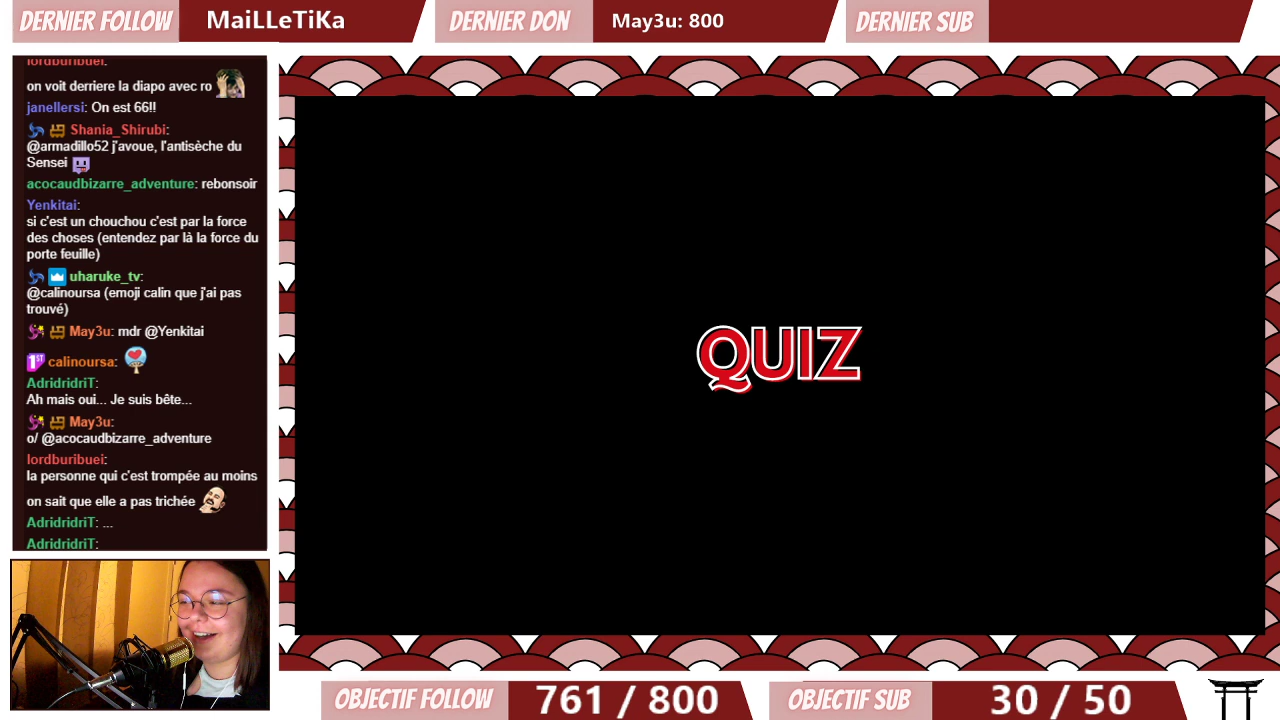 DERNIER FOLLOW MaiLLeTiKa DERNIER DON May3u: 800 DERNIER SUB
lordburibuei:
on voit derriere la diapo avec ro
janellersi: On est 66!!
Shania_Shirubi:
@armadillo52 j'avoue, l'antisèche du
Sensei
acocaudbizarre_adventure: rebonsoir
Yenkitai:
si c'est un chouchou c'est par la force
des choses (entendez par là la force du
porte feuille)
uharuke_tv:
@calinoursa (emoji calin que j'ai pas
trouvé)
May3u: mdr @Yenkitai
1ST calinoursa:
AdridridriT:
Ah mais oui... Je suis bête...
May3u:
o/ @acocaudbizarre_adventure
lordburibuei:
la personne qui c'est trompée au moins
on sait que elle a pas trichée
AdridridriT: ...
AdridridriT:
QUIZ
OBJECTIF FOLLOW 761 / 800 OBJECTIF SUB 30 / 50